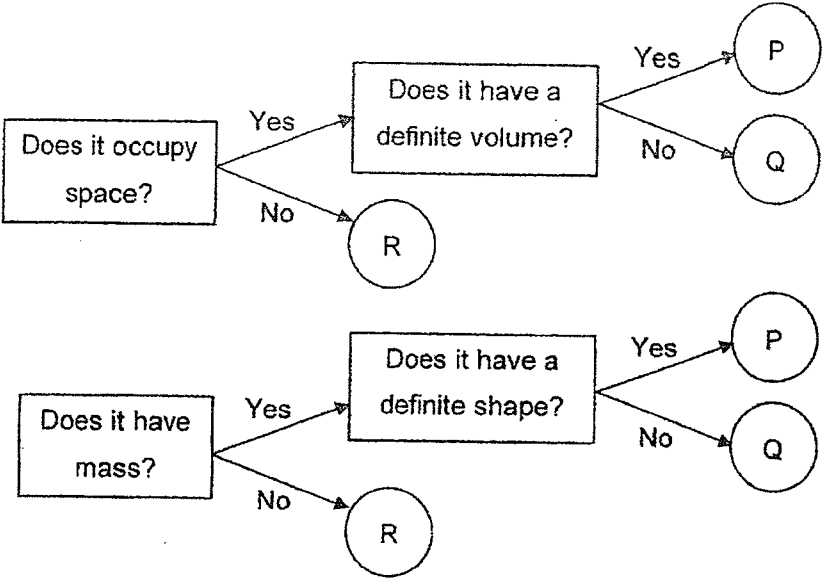 Does it occupy
space?
Yes
No
Does it have a
definite volume?
Yes
No
P
Q
R
Does it have
mass?
Yes
No
Does it have a
definite shape?
Yes
No
P
Q
R